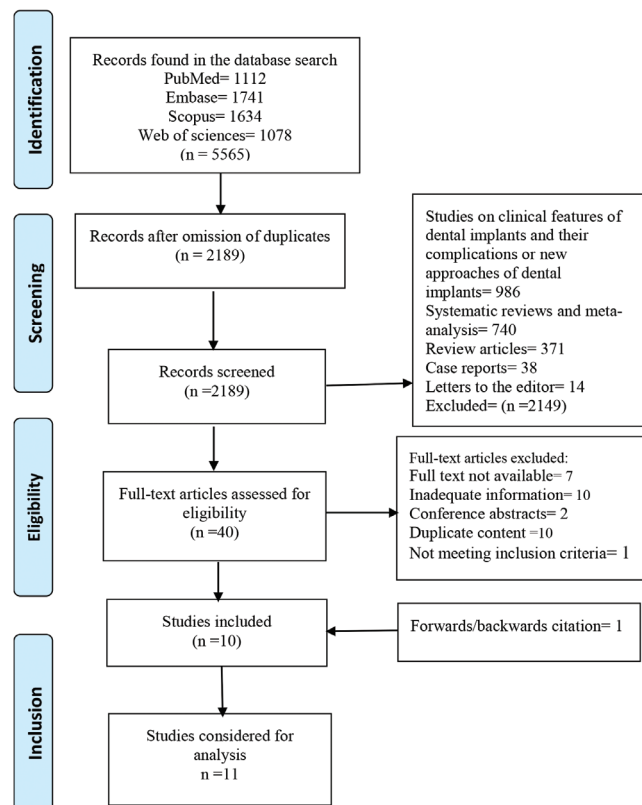 Identification
Records found in the database search
PubMed= 1112
Embase= 1741
Scopus= 1634
Web of sciences= 1078
(n = 5565)
Screening
Records after omission of duplicates
(n = 2189)
Records screened
(n=2189)
Studies on clinical features of
dental implants and their
complications or new
approaches of dental
implants= 986
Systematic reviews and meta-
analysis= 740
Review articles= 371
Case reports= 38
Letters to the editor= 14
Excluded= (n =2149)
Eligibility
Full-text articles assessed for
eligibility
(n =40)
Full-text articles excluded:
Full text not available= 7
Inadequate information= 10
Conference abstracts= 2
Duplicate content =10
Not meeting inclusion criteria= 1
Inclusion
Studies included
(n =10)
Forwards/backwards citation= 1
Studies considered for
analysis
n =11